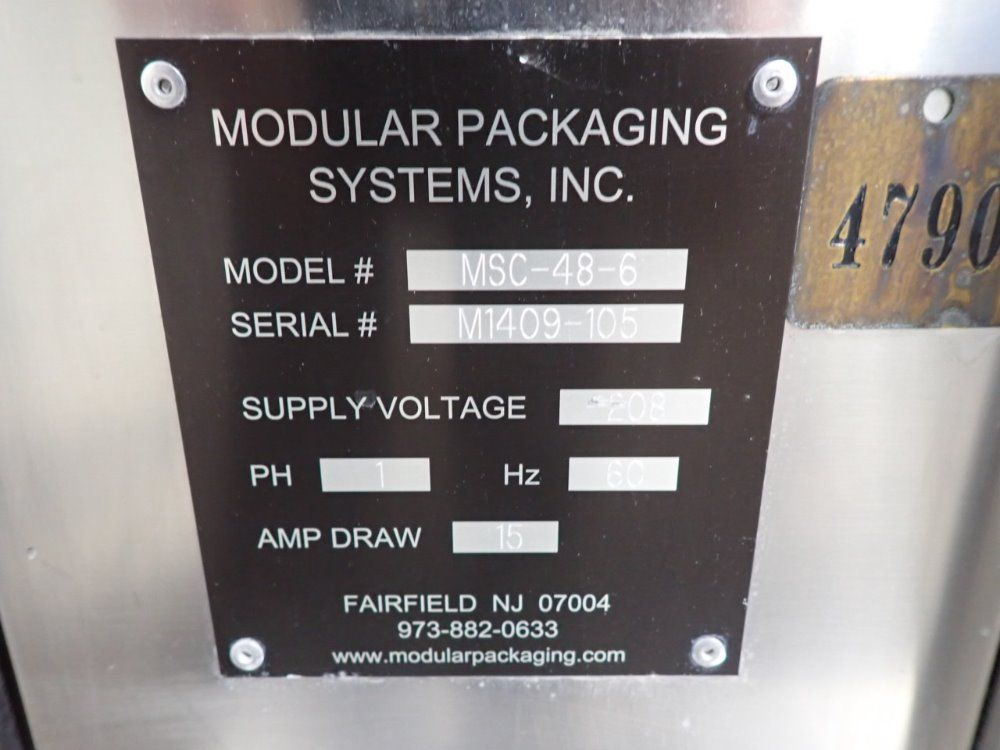 MODULAR PACKAGING
SYSTEMS, INC.
MODEL # MSC-48-6
SERIAL # M1409-105
SUPPLY VOLTAGE 208
PH 1 Hz 60
AMP DRAW 15
FAIRFIELD NJ 07004
973-882-0633
www.modularpackaging.com
4790